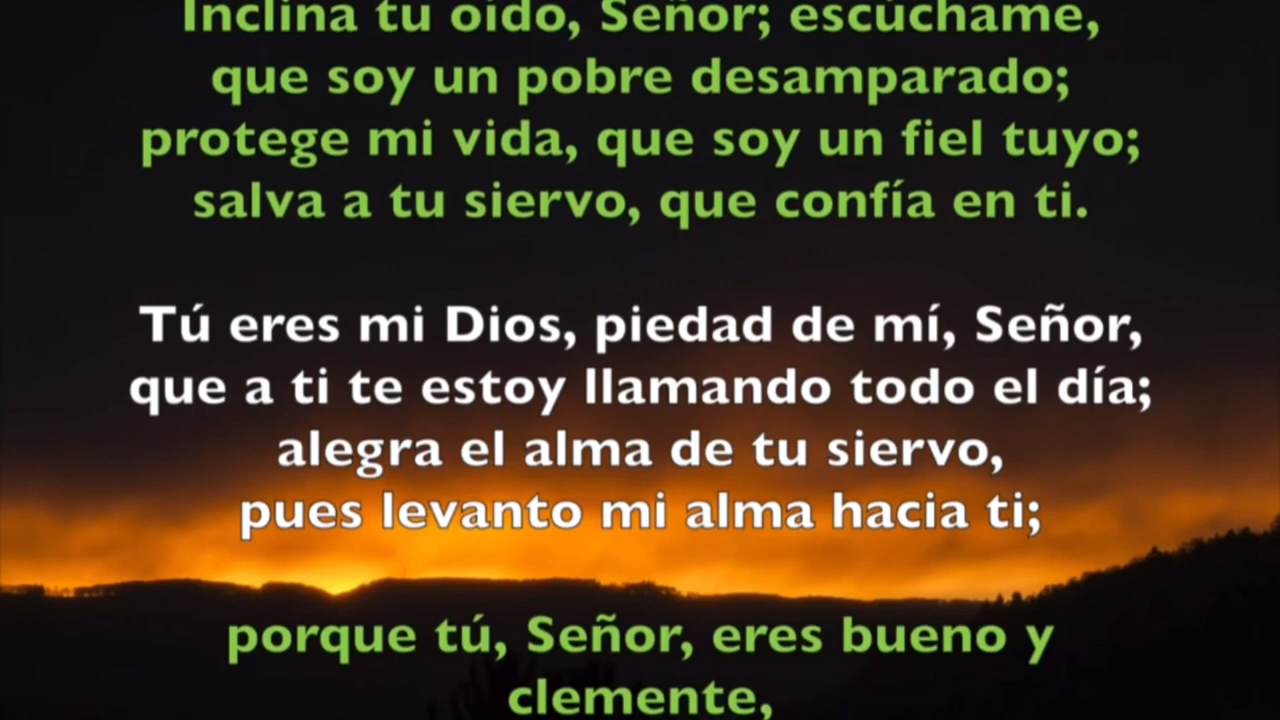 Inclina tu oído, Señor; escúchame,
que soy un pobre desamparado;
protege mi vida, que soy un fiel tuyo;
salva a tu siervo, que confía en ti.
Tú eres mi Dios, piedad de mí, Señor,
que a ti te estoy llamando todo el día;
alegra el alma de tu siervo,
pues levanto mi alma hacia ti;
porque tú, Señor, eres bueno y
clemente,